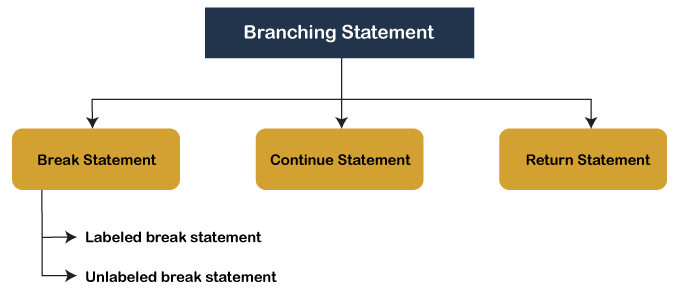 Branching Statement
Break Statement
Continue Statement
Return Statement
Labeled break statement
Unlabeled break statement